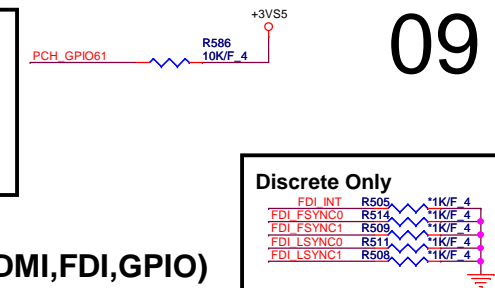 +3VS5
09
R586
PCH_GPIO61 10K/F_4
Discrete Only
FDI_INT R505 *1K/F_4
FDI_FSYNC0 R514 *1K/F_4
FDI_FSYNC1 R509 *1K/F_4
FDI_LSYNC0 R511 *1K/F_4
FDI_LSYNC1 R508 *1K/F_4
DMI,FDI,GPIO)